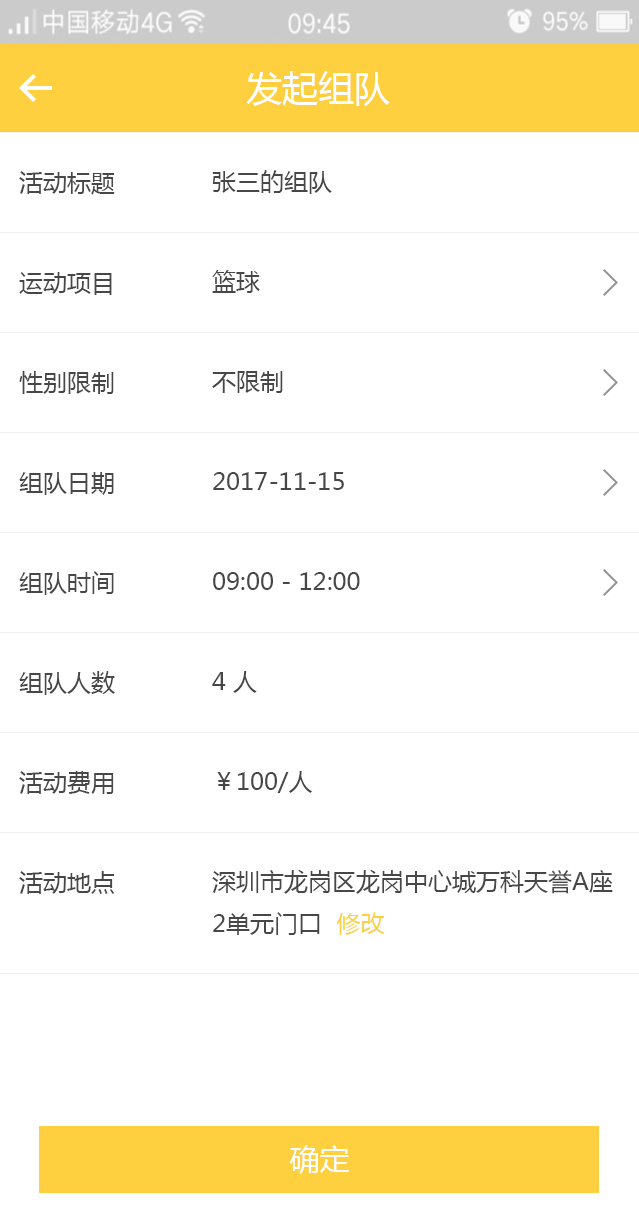 中国移动4G 09:45 95%
发起组队
活动标题 张三的组队
运动项目 篮球
性别限制 不限制
组队日期 2017-11-15
组队时间 09:00 - 12:00
组队人数 4 人
活动费用 ￥100/人
活动地点 深圳市龙岗区龙岗中心城万科天誉A座
2单元门口 修改
确定